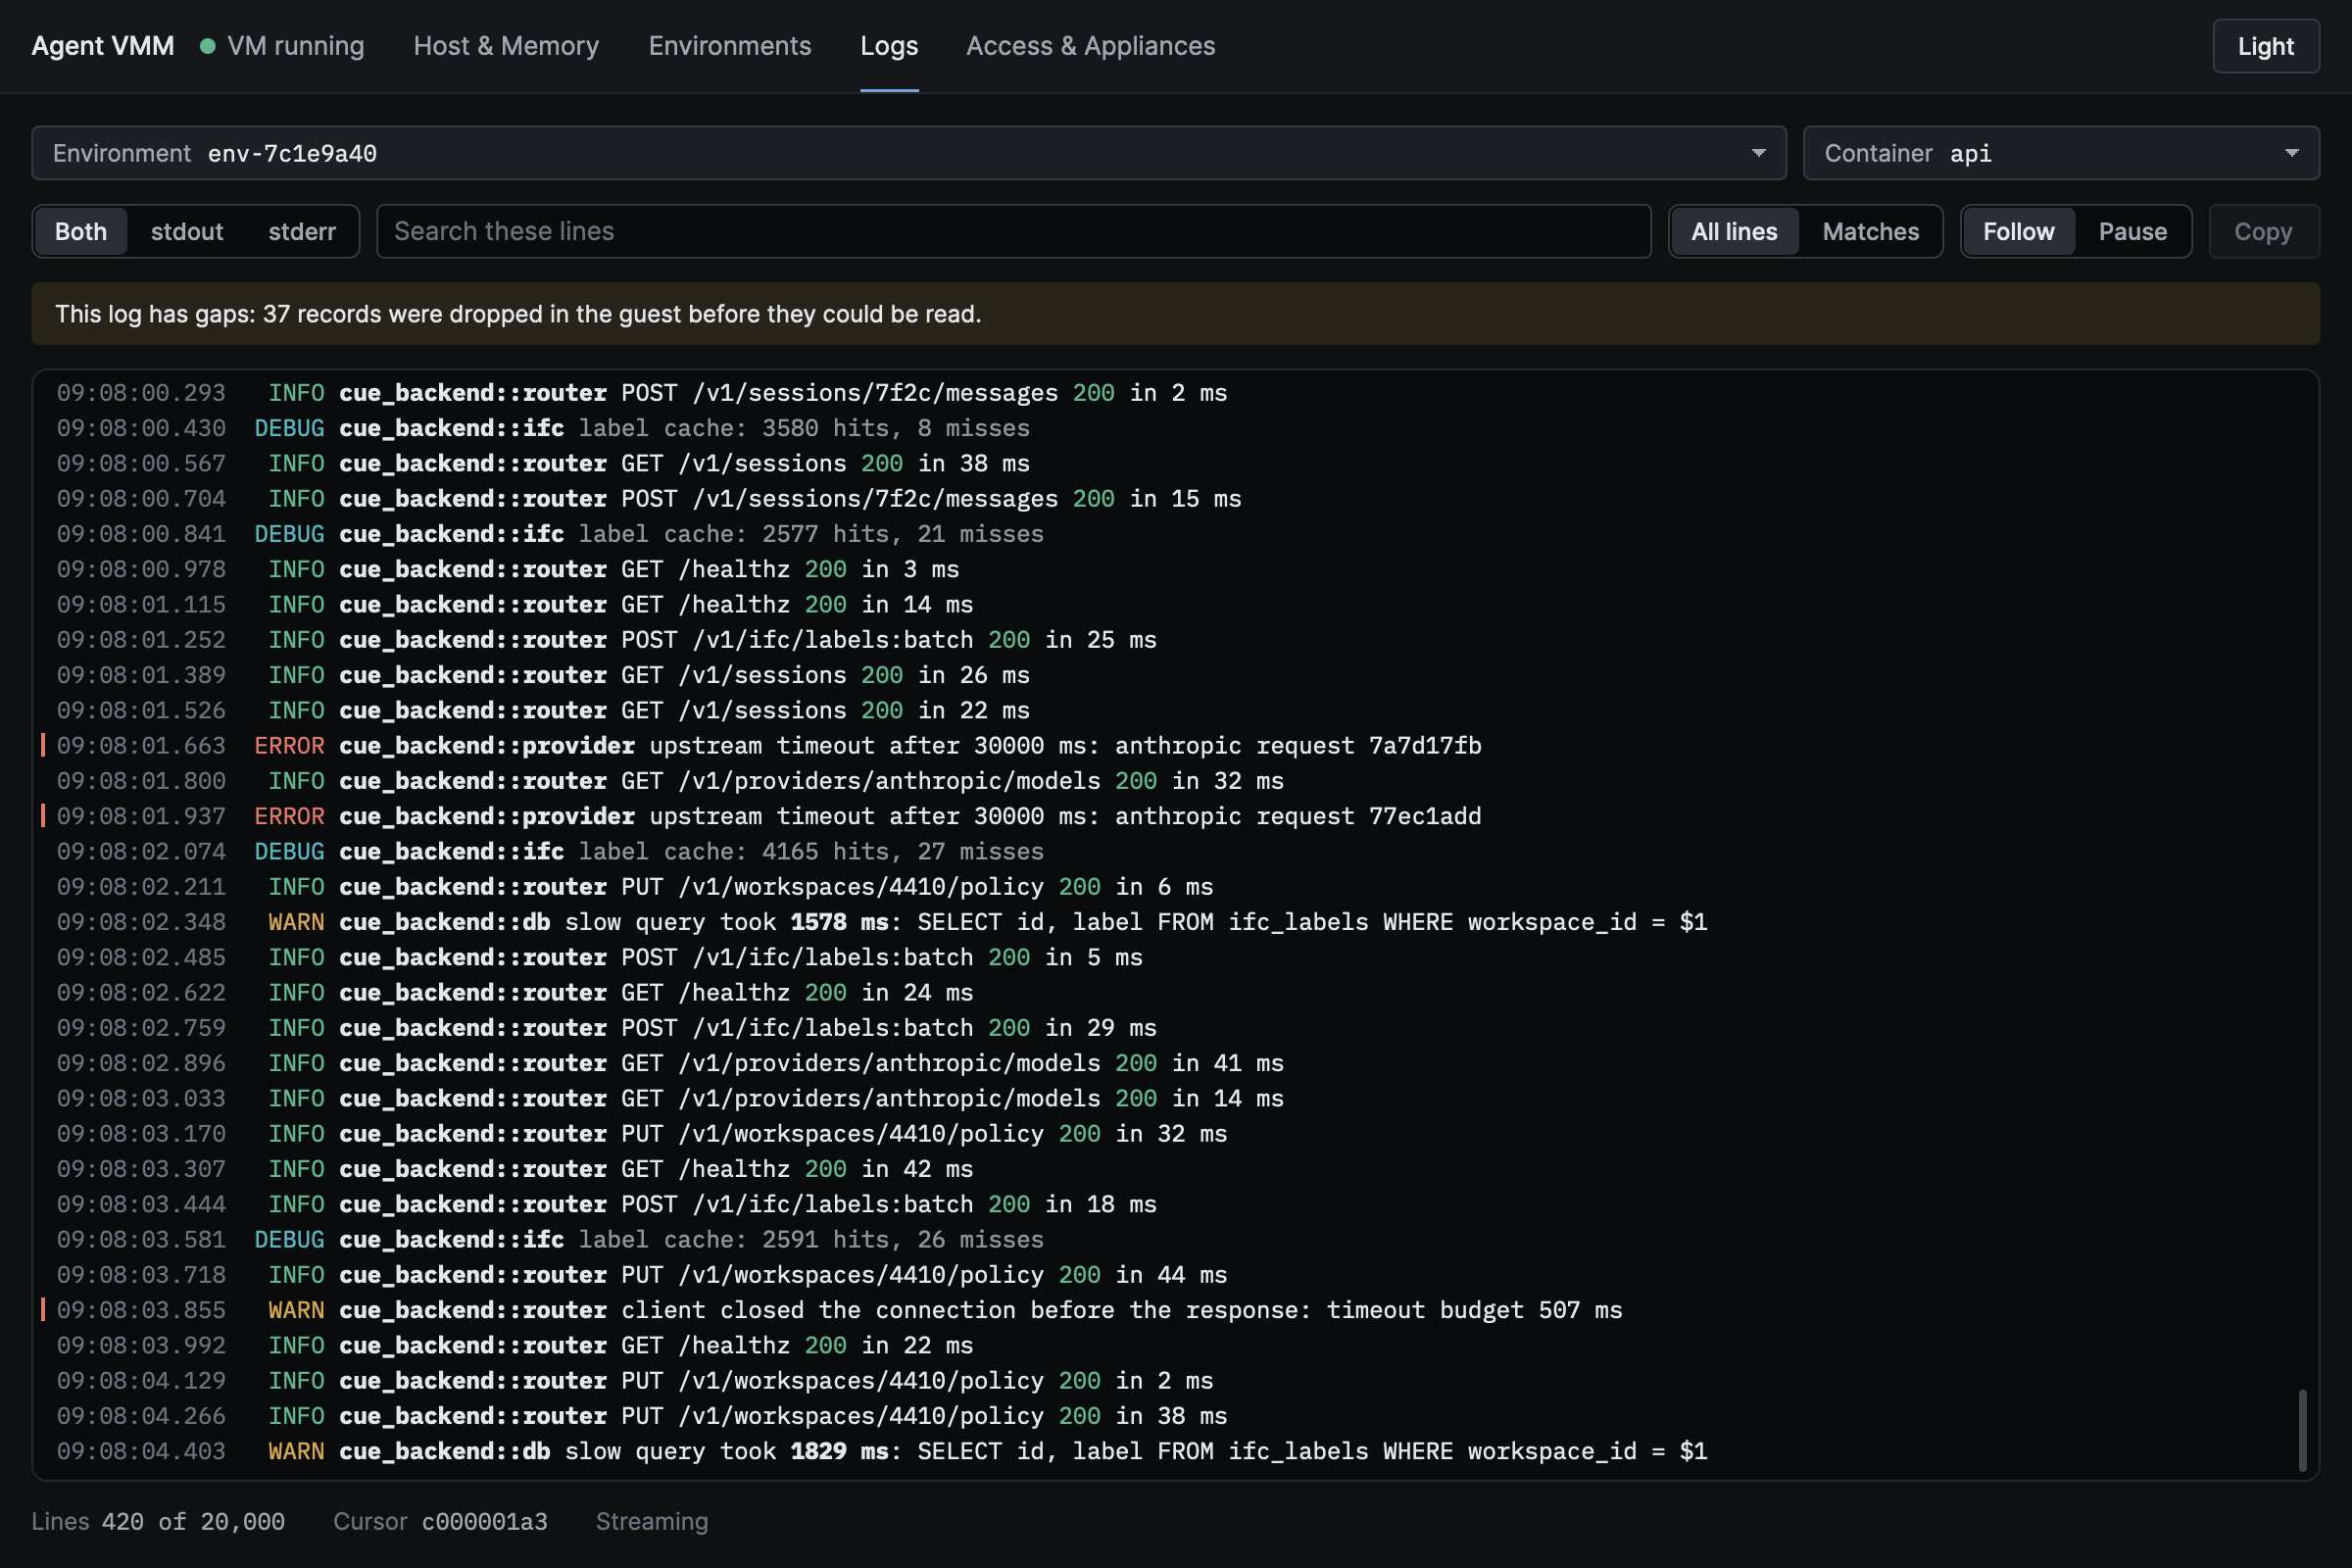 Agent VMM VM running Host & Memory Environments Logs Access & Appliances Light
Environment env-7c1e9a40 Container api
Both stdout stderr Search these lines All lines Matches Follow Pause Copy
This log has gaps: 37 records were dropped in the guest before they could be read.
09:08:00.293 INFO cue_backend::router POST /v1/sessions/7f2c/messages 200 in 2 ms
09:08:00.430 DEBUG cue_backend::ifc label cache: 3580 hits, 8 misses
09:08:00.567 INFO cue_backend::router GET /v1/sessions 200 in 38 ms
09:08:00.704 INFO cue_backend::router POST /v1/sessions/7f2c/messages 200 in 15 ms
09:08:00.841 DEBUG cue_backend::ifc label cache: 2577 hits, 21 misses
09:08:00.978 INFO cue_backend::router GET /healthz 200 in 3 ms
09:08:01.115 INFO cue_backend::router GET /healthz 200 in 14 ms
09:08:01.252 INFO cue_backend::router POST /v1/ifc/labels:batch 200 in 25 ms
09:08:01.389 INFO cue_backend::router GET /v1/sessions 200 in 26 ms
09:08:01.526 INFO cue_backend::router GET /v1/sessions 200 in 22 ms
09:08:01.663 ERROR cue_backend::provider upstream timeout after 30000 ms: anthropic request 7a7d17fb
09:08:01.800 INFO cue_backend::router GET /v1/providers/anthropic/models 200 in 32 ms
09:08:01.937 ERROR cue_backend::provider upstream timeout after 30000 ms: anthropic request 77ec1add
09:08:02.074 DEBUG cue_backend::ifc label cache: 4165 hits, 27 misses
09:08:02.211 INFO cue_backend::router PUT /v1/workspaces/4410/policy 200 in 6 ms
09:08:02.348 WARN cue_backend::db slow query took 1578 ms: SELECT id, label FROM ifc_labels WHERE workspace_id = $1
09:08:02.485 INFO cue_backend::router POST /v1/ifc/labels:batch 200 in 5 ms
09:08:02.622 INFO cue_backend::router GET /healthz 200 in 24 ms
09:08:02.759 INFO cue_backend::router POST /v1/ifc/labels:batch 200 in 29 ms
09:08:02.896 INFO cue_backend::router GET /v1/providers/anthropic/models 200 in 41 ms
09:08:03.033 INFO cue_backend::router GET /v1/providers/anthropic/models 200 in 14 ms
09:08:03.170 INFO cue_backend::router PUT /v1/workspaces/4410/policy 200 in 32 ms
09:08:03.307 INFO cue_backend::router GET /healthz 200 in 42 ms
09:08:03.444 INFO cue_backend::router POST /v1/ifc/labels:batch 200 in 18 ms
09:08:03.581 DEBUG cue_backend::ifc label cache: 2591 hits, 26 misses
09:08:03.718 INFO cue_backend::router PUT /v1/workspaces/4410/policy 200 in 44 ms
09:08:03.855 WARN cue_backend::router client closed the connection before the response: timeout budget 507 ms
09:08:03.992 INFO cue_backend::router GET /healthz 200 in 22 ms
09:08:04.129 INFO cue_backend::router PUT /v1/workspaces/4410/policy 200 in 2 ms
09:08:04.266 INFO cue_backend::router PUT /v1/workspaces/4410/policy 200 in 38 ms
09:08:04.403 WARN cue_backend::db slow query took 1829 ms: SELECT id, label FROM ifc_labels WHERE workspace_id = $1
Lines 420 of 20,000 Cursor c000001a3 Streaming